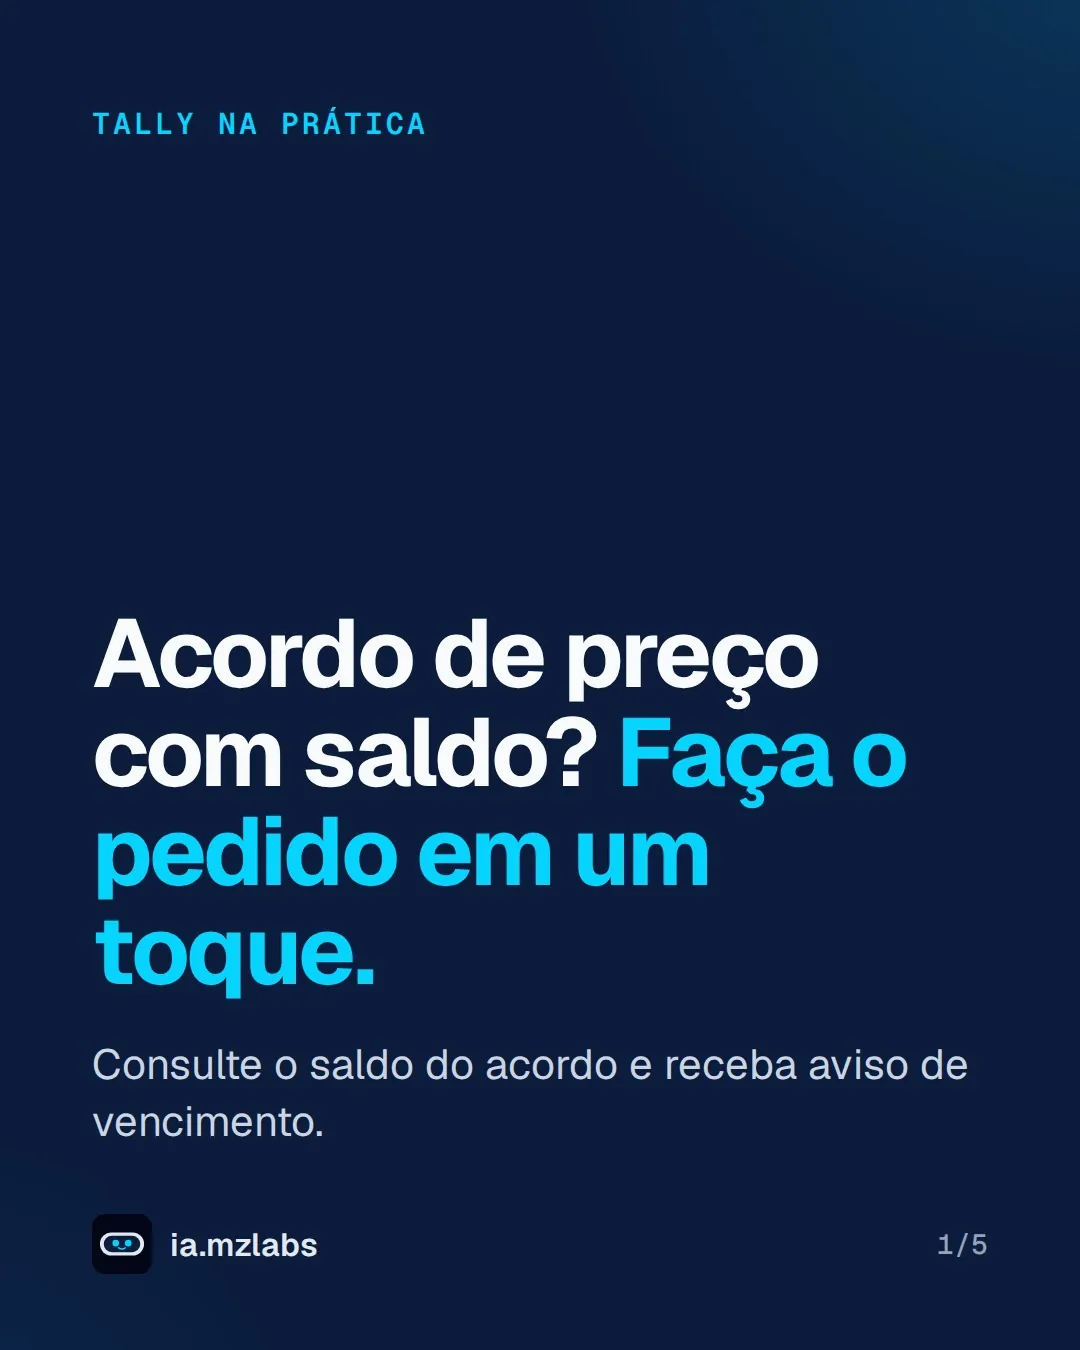 TALLY NA PRÁTICA
Acordo de preço
com saldo? Faça o
pedido em um
toque.
Consulte o saldo do acordo e receba aviso de
vencimento.
ia.mzlabs
1/5